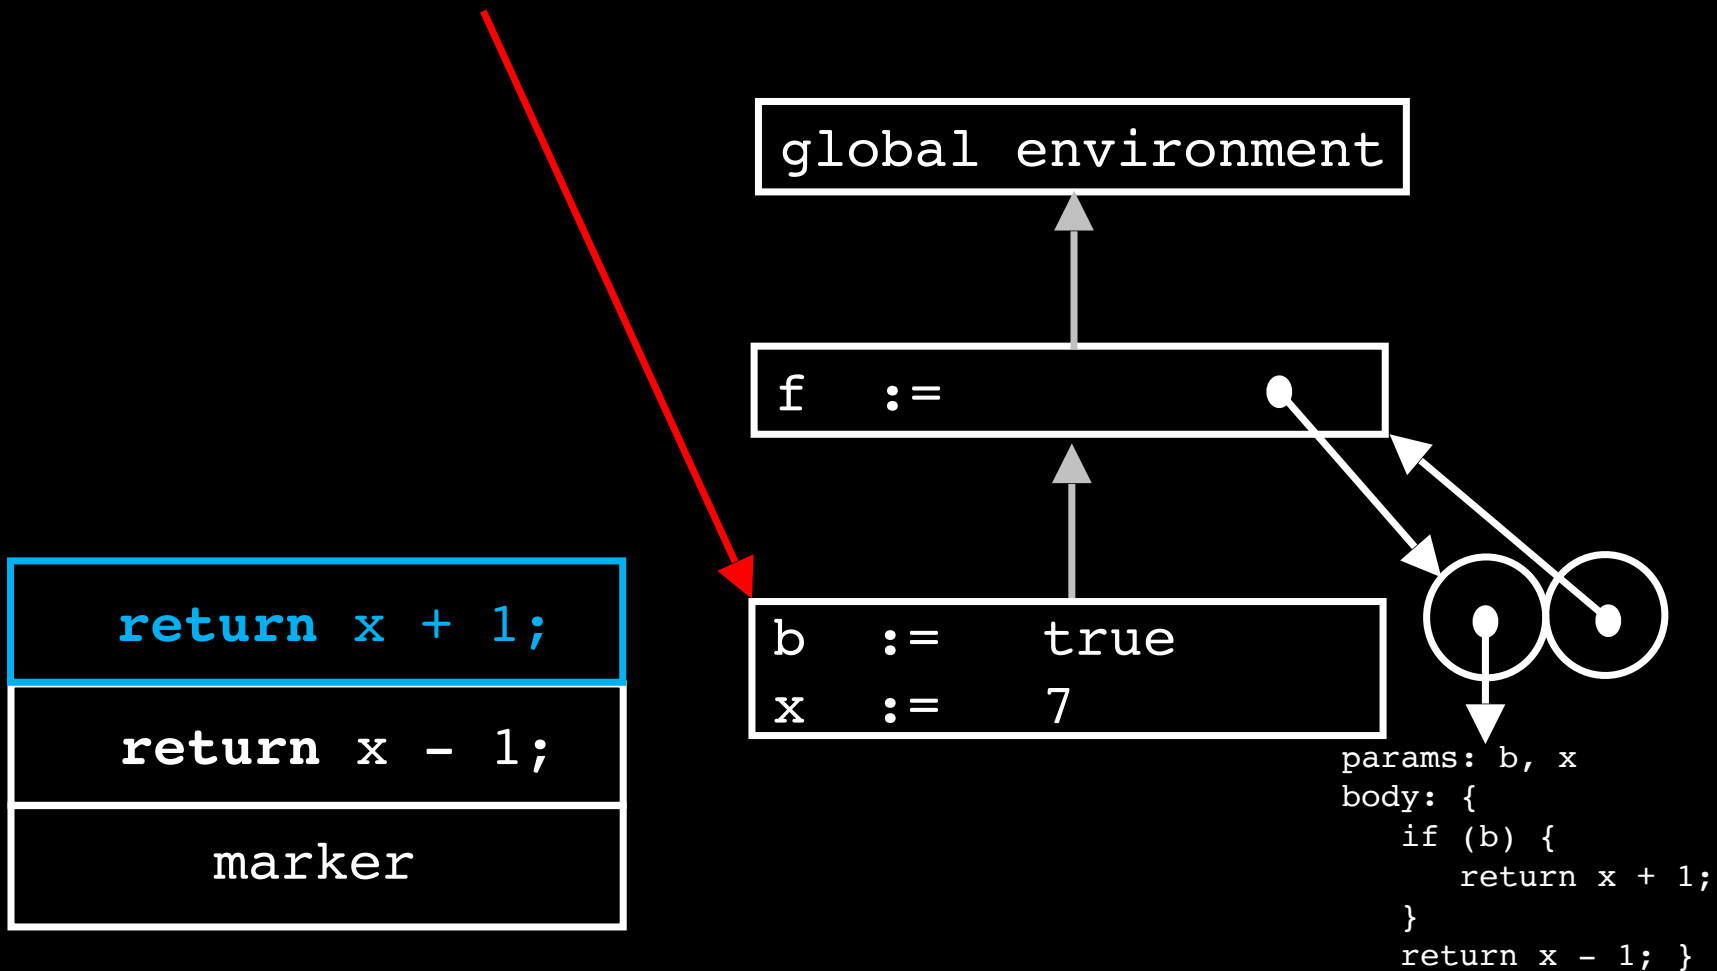 global environment
f :=
return x + 1;
return x - 1;
marker
b := true
x := 7
params: b, x
body: {
if (b) {
return x + 1;
}
return x - 1; }